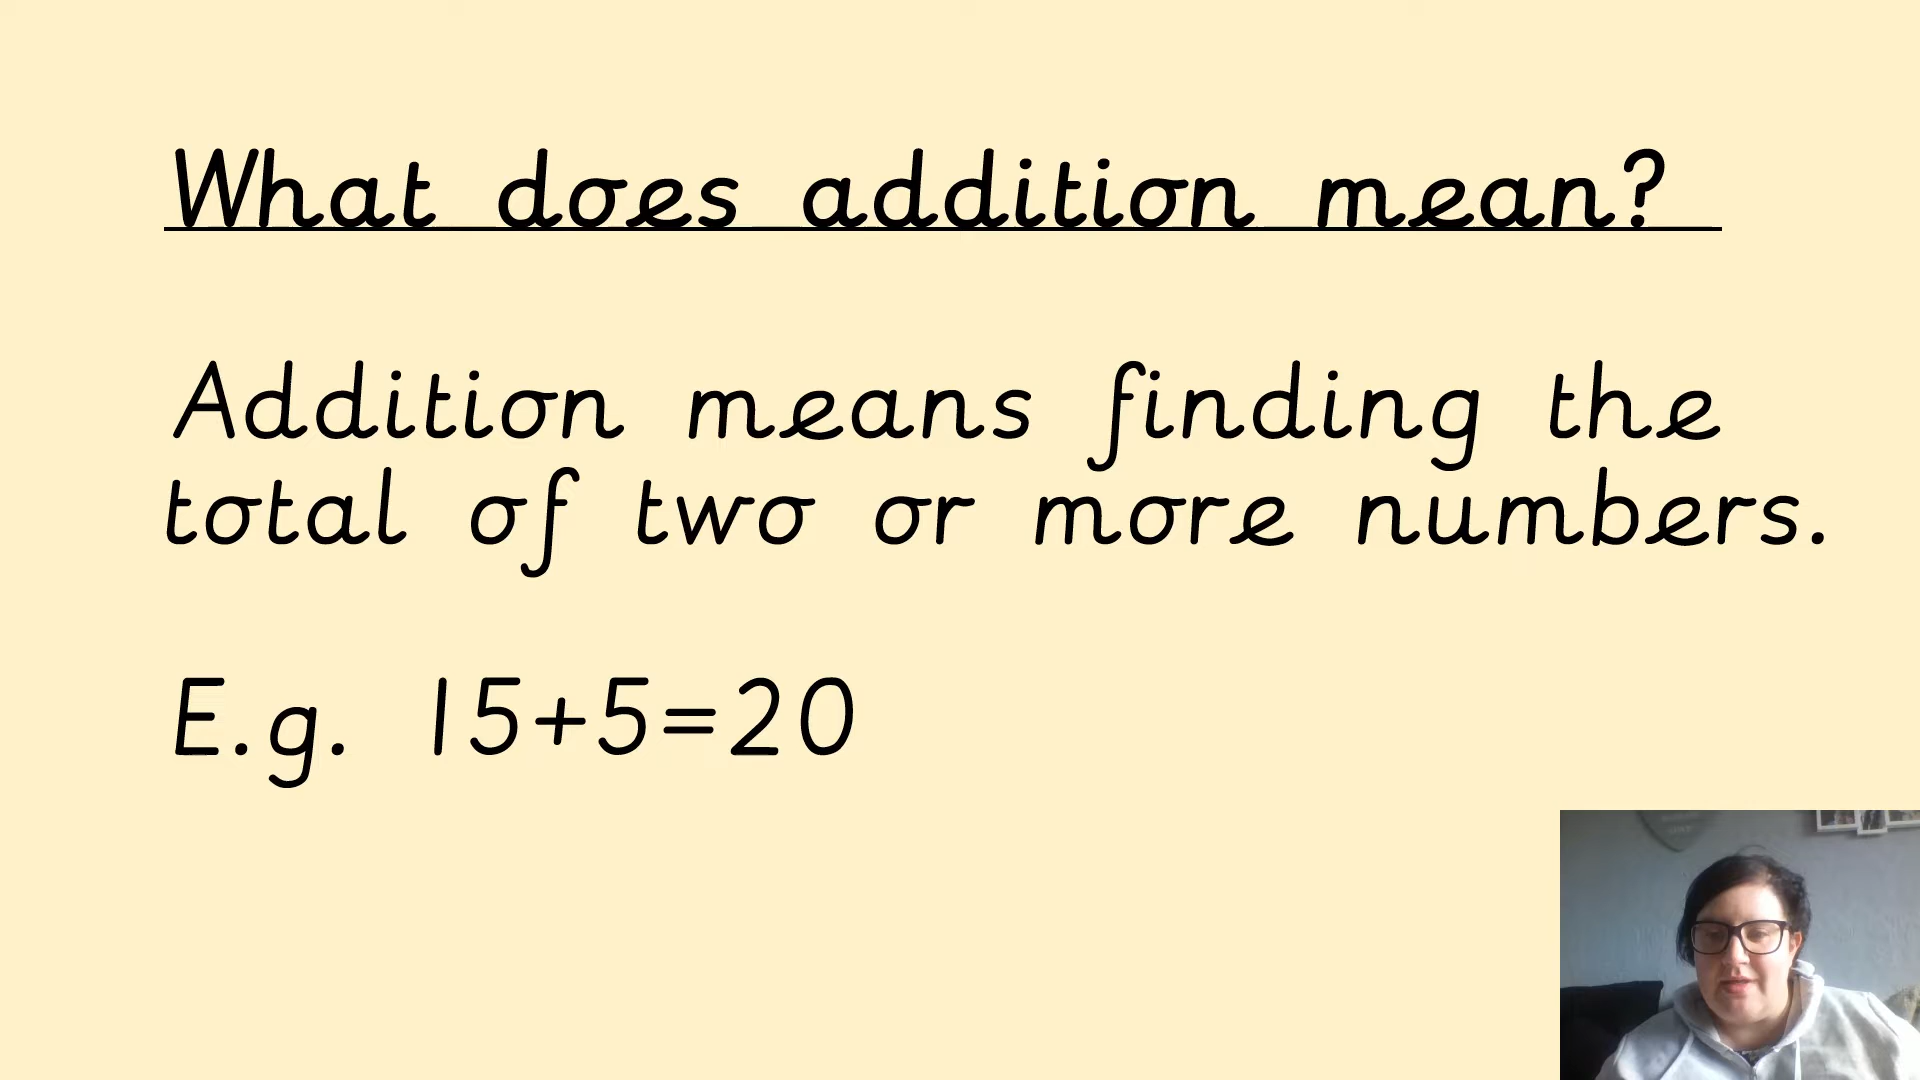 What does addition mean?
Addition means finding the
total of two or more numbers.
E.g. 15+5=20